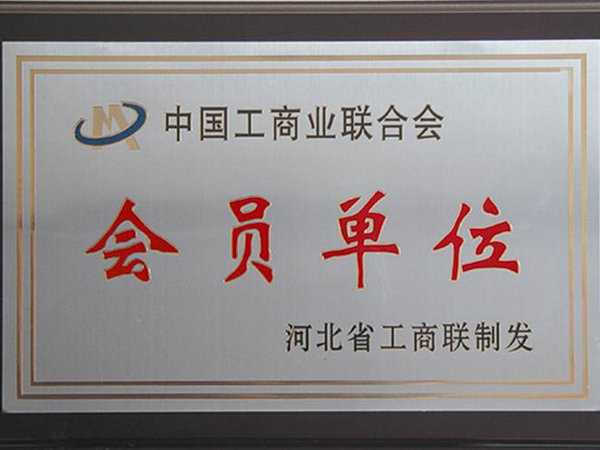 中国工商业联合会
会员单位
河北省工商联制发